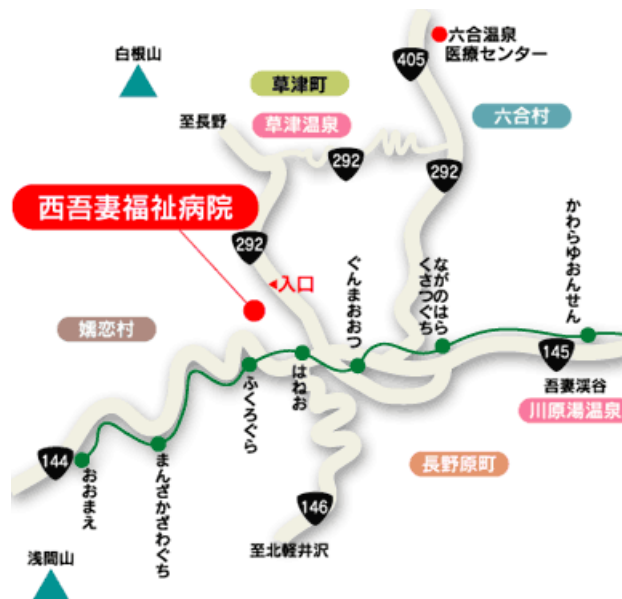 六合温泉
医療センター
白根山
405
草津町
六合村
至長野
草津温泉
292
292
西吾妻福祉病院
292
入口
かわらゆおんせん
ながのはら
くさつぐち
ぐんまおおつ
嬬恋村
はねお
ふくろぐら
145
吾妻渓谷
川原湯温泉
144
おおまえ
まんざかざわぐち
長野原町
146
至北軽井沢
浅間山